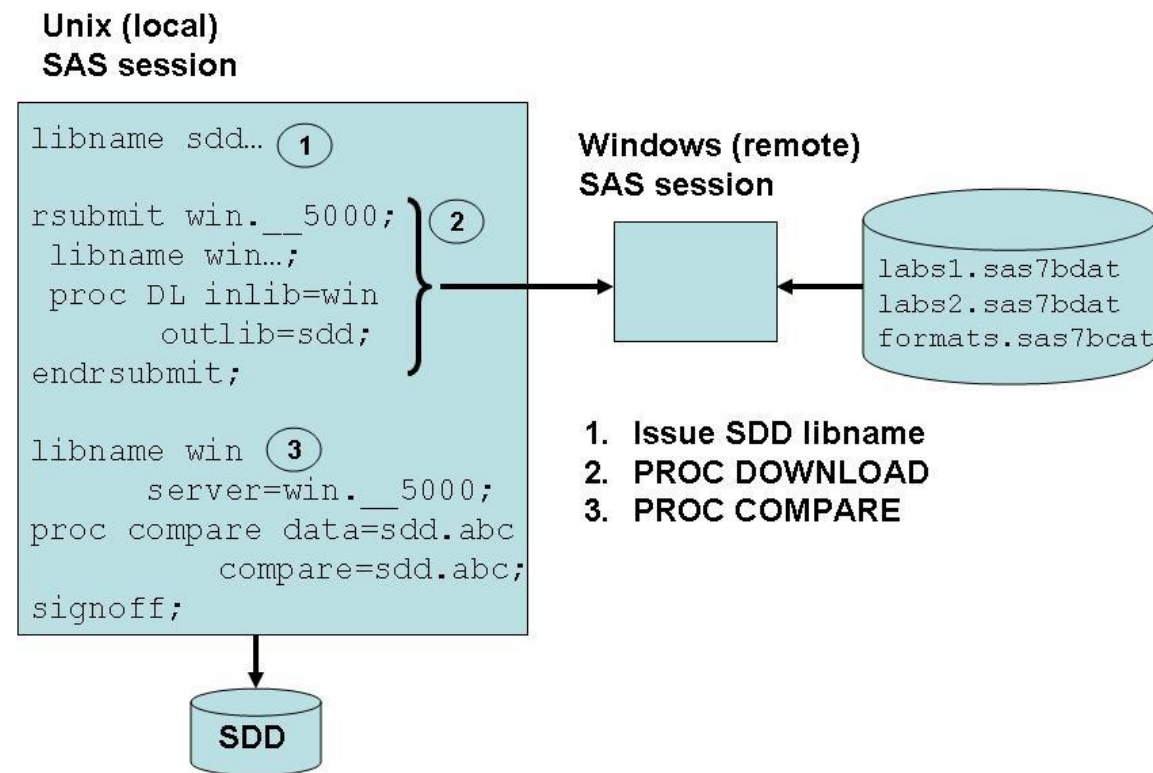 Unix (local)
SAS session
libname sdd… 1
rsubmit win.__5000; 2
libname win…;
proc DL inlib=win
outlib=sdd;
endrsubmit;
libname win 3
server=win.__5000;
proc compare data=sdd.abc
compare=sdd.abc;
signoff;
SDD
Windows (remote)
SAS session
labs1.sas7bdat
labs2.sas7bdat
formats.sas7bcat
1. Issue SDD libname
2. PROC DOWNLOAD
3. PROC COMPARE